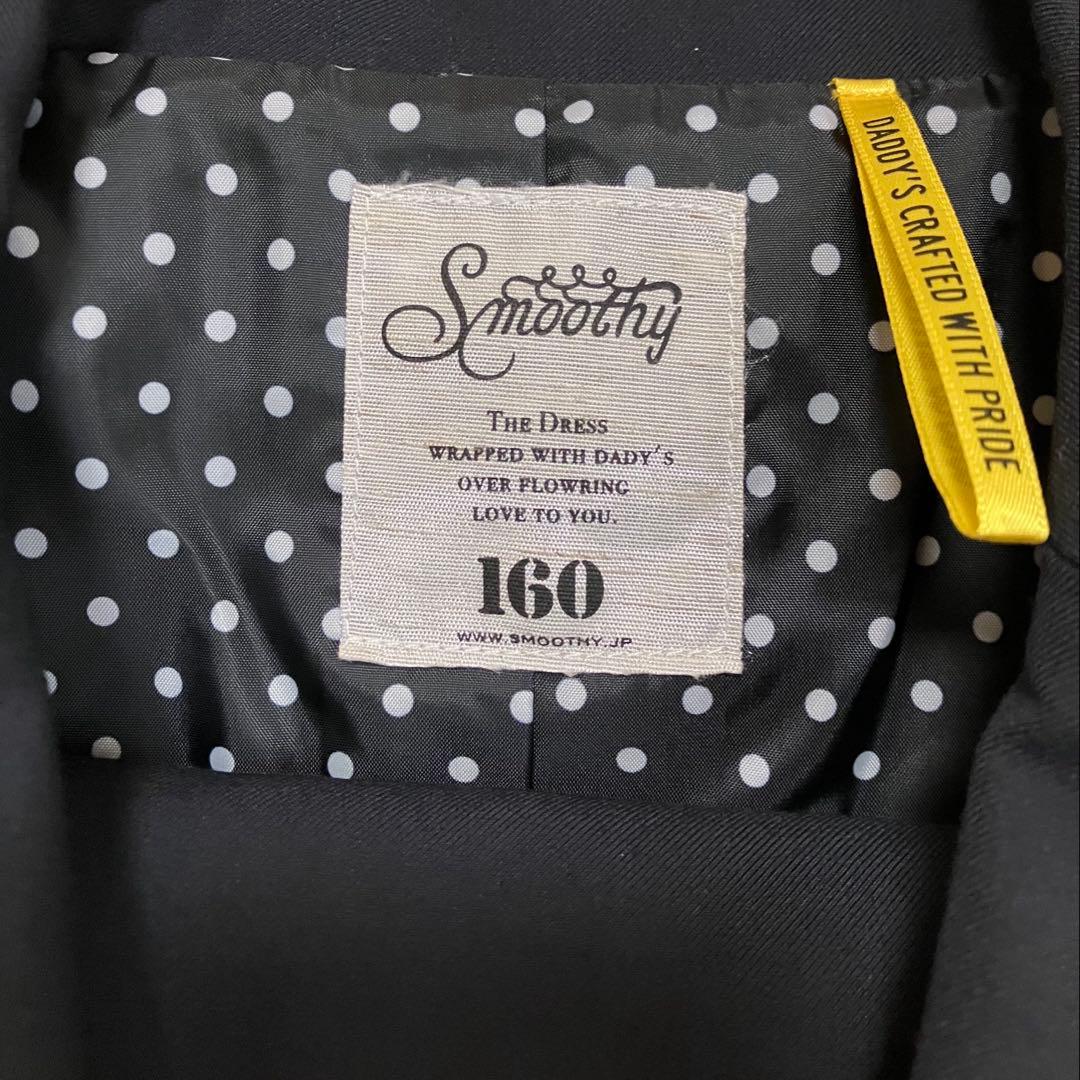 Smoothy
THE DRESS
WRAPPED WITH DADY'S
OVER FLOWRING
LOVE TO YOU.
160
WWW.SMOOTHY.JP
DADDY'S CRAFTED WITH PRIDE